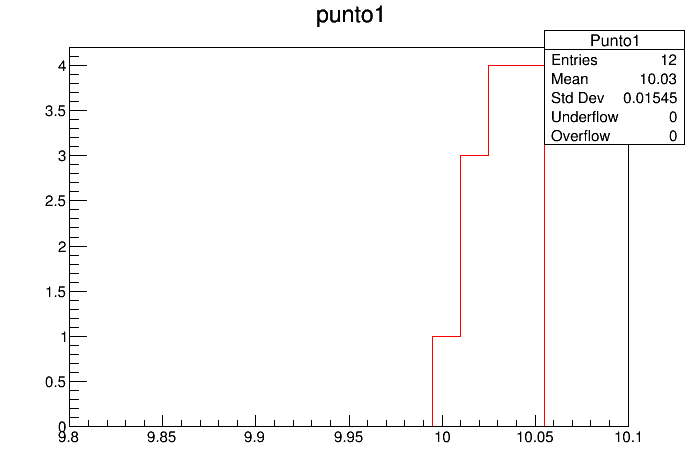 punto1
Punto1
Entries 12
Mean 10.03
Std Dev 0.01545
Underflow 0
Overflow 0
4
3.5
3
2.5
2
1.5
1
0.5
0
9.8 9.85 9.9 9.95 10 10.05 10.1